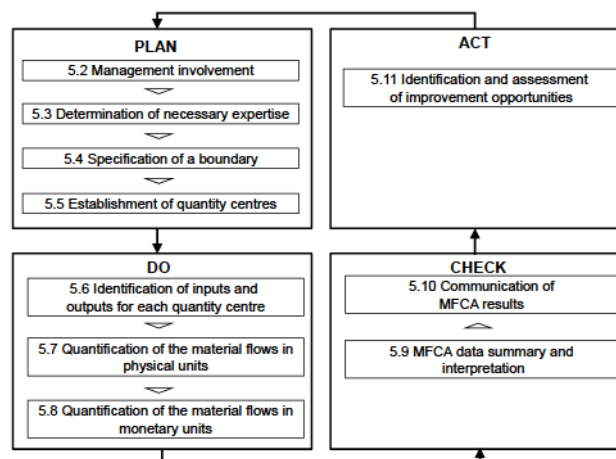 PLAN
5.2 Management involvement
5.3 Determination of necessary expertise
5.4 Specification of a boundary
5.5 Establishment of quantity centres
DO
5.6 Identification of inputs and
outputs for each quantity centre
5.7 Quantification of the material flows in
physical units
5.8 Quantification of the material flows in
monetary units
CHECK
5.10 Communication of
MFCA results
5.9 MFCA data summary and
interpretation
ACT
5.11 Identification and assessment
of improvement opportunities